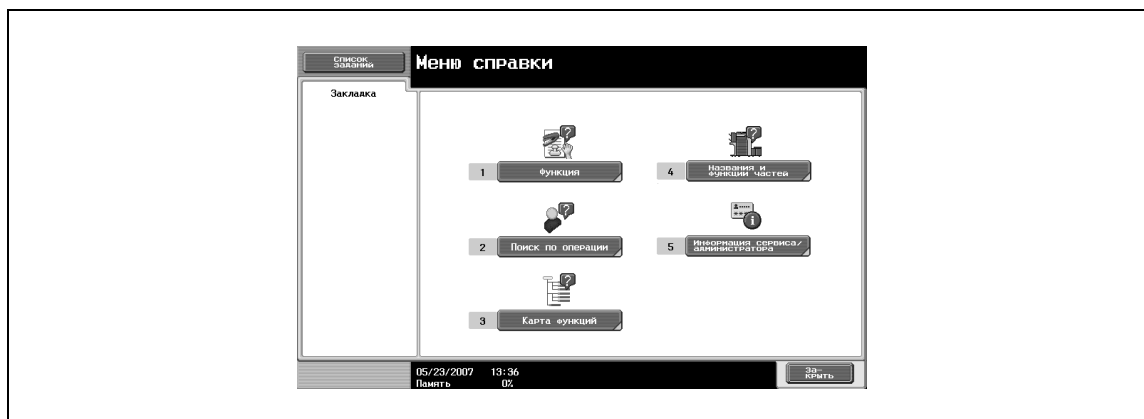 Список
заданий
Меню справки
Закладка
1 Функция
2 Поиск по операции
3 Карта функций
4 Названия и
функции частей
5 Информация сервиса/
администратора
05/23/2007 13:36
Память 0%
За-
крыть